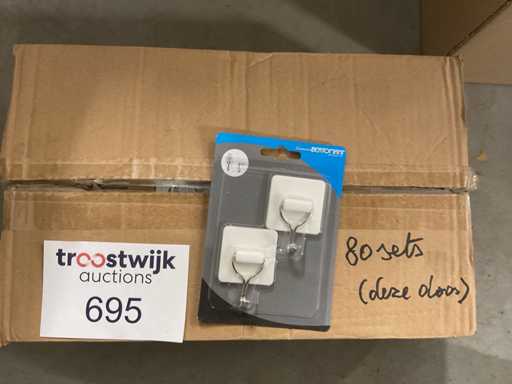 troostwijk
auctions
695
80 sets
(deze doos)